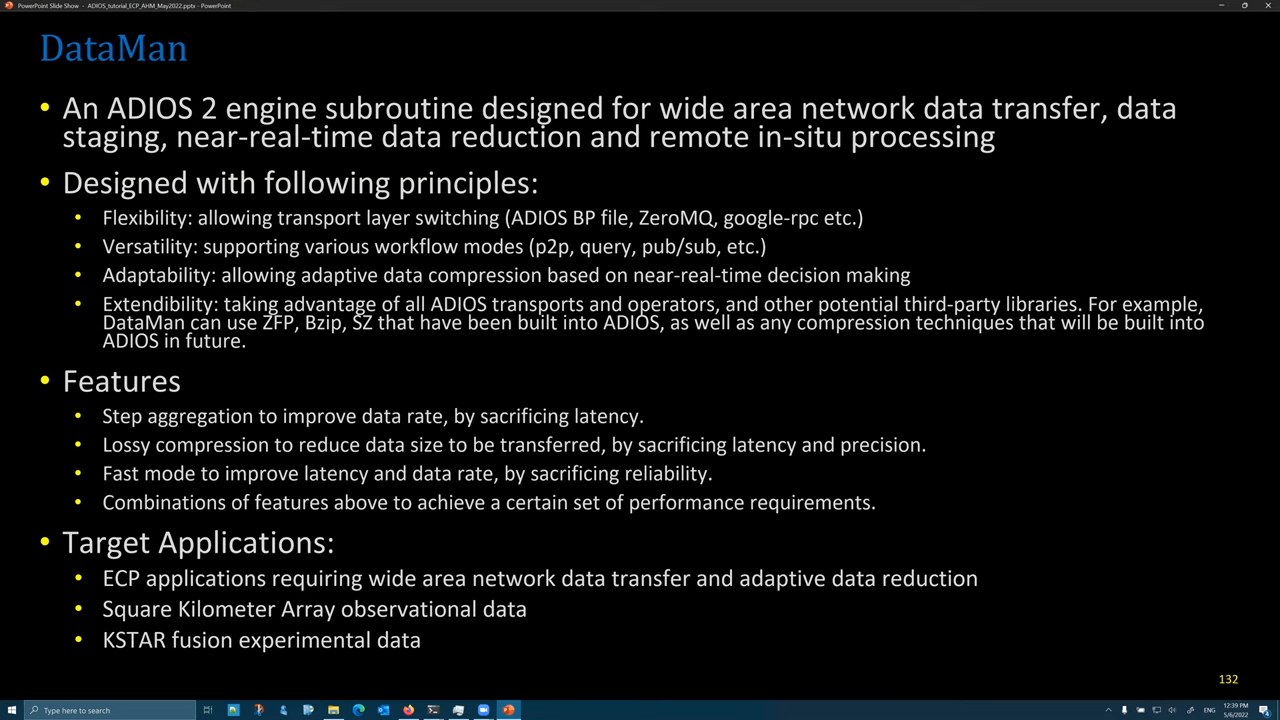 PowerPoint Slide Show - ADIOS_tutorial_ECP_AHM_May2022.pptx - PowerPoint
DataMan
• An ADIOS 2 engine subroutine designed for wide area network data transfer, data
staging, near-real-time data reduction and remote in-situ processing
• Designed with following principles:
• Flexibility: allowing transport layer switching (ADIOS BP file, ZeroMQ, google-rpc etc.)
• Versatility: supporting various workflow modes (p2p, query, pub/sub, etc.)
• Adaptability: allowing adaptive data compression based on near-real-time decision making
• Extendibility: taking advantage of all ADIOS transports and operators, and other potential third-party libraries. For example,
DataMan can use ZFP, Bzip, SZ that have been built into ADIOS, as well as any compression techniques that will be built into
ADIOS in future.
• Features
• Step aggregation to improve data rate, by sacrificing latency.
• Lossy compression to reduce data size to be transferred, by sacrificing latency and precision.
• Fast mode to improve latency and data rate, by sacrificing reliability.
• Combinations of features above to achieve a certain set of performance requirements.
• Target Applications:
• ECP applications requiring wide area network data transfer and adaptive data reduction
• Square Kilometer Array observational data
• KSTAR fusion experimental data
132
Type here to search
ENG
12:39 PM
5/6/2022